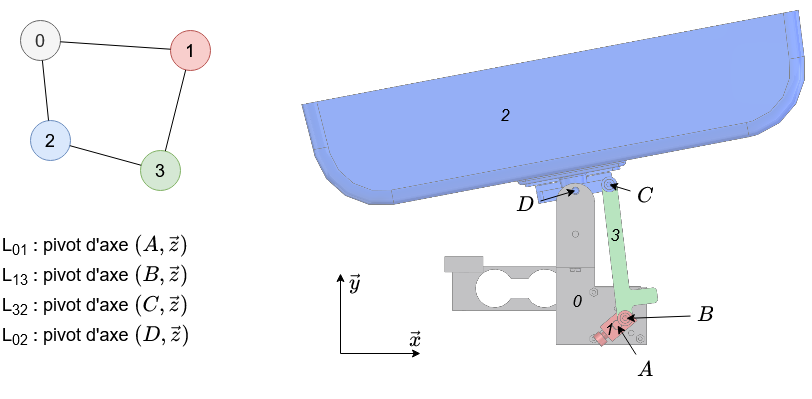 0
1
2
3
L₀₁ : pivot d'axe (A, z⃗)
L₁₃ : pivot d'axe (B, z⃗)
L₃₂ : pivot d'axe (C, z⃗)
L₀₂ : pivot d'axe (D, z⃗)
2
D
C
3
y⃗
0
B
1
x⃗
A